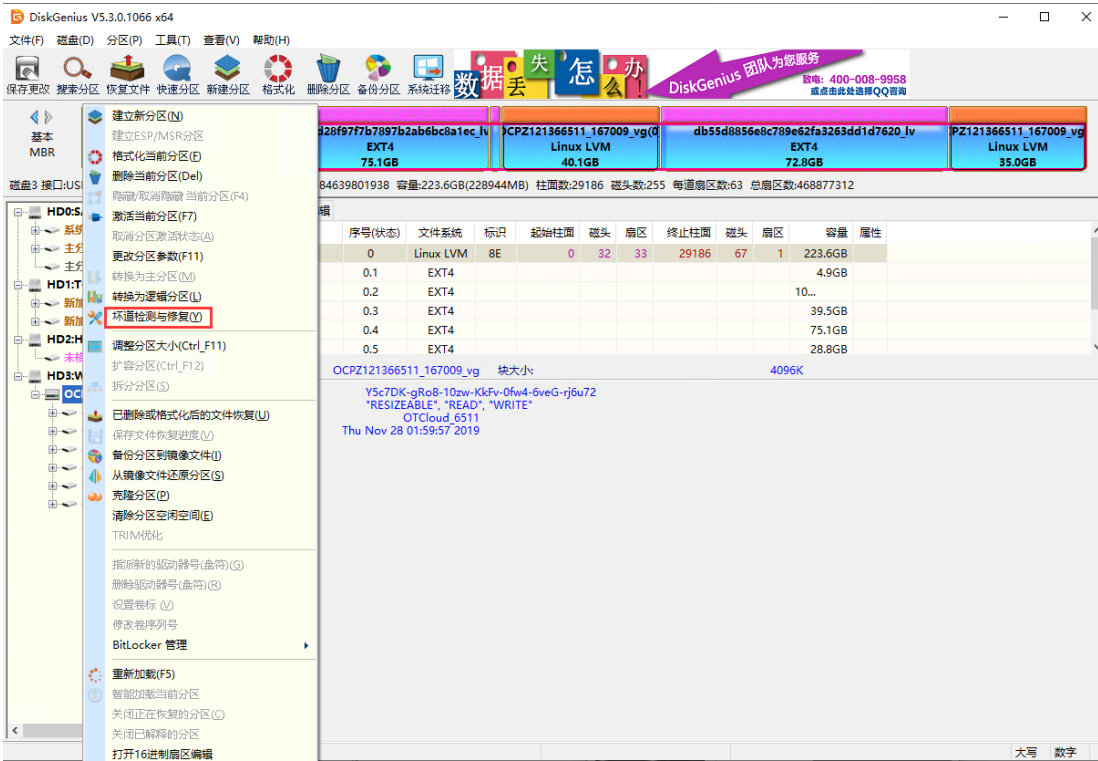 DiskGenius V5.3.0.1066 x64
文件(F) 磁盘(D) 分区(P) 工具(T) 查看(V) 帮助(H)
保存更改 搜索分区 恢复文件 快速分区 新建分区 格式化 删除分区 备份分区 系统迁移
数据丢失怎么办!
DiskGenius 团队为您服务
致电: 400-008-9958
或点击此处选择QQ咨询
基本
MBR
d28f97f7b7897b2ab6bc8a1ec_lv
EXT4
75.1GB
OCPZ121366511_167009_vg(0
Linux LVM
40.1GB
db55d8856e8c789e62fa3263dd1d7620_lv
EXT4
72.8GB
PZ121366511_167009_vg
Linux LVM
35.0GB
磁盘3 接口:US
84639801938 容量:223.6GB(228944MB) 柱面数:29186 磁头数:255 每道扇区数:63 总扇区数:468877312
HD0:S
系统
主分
主分
HD1:T
新加
新加
HD2:H
未格
HD3:W
OC
建立新分区(N)
建立ESP/MSR分区
格式化当前分区(F)
删除当前分区(Del)
隐藏/取消隐藏 当前分区(F4)
激活当前分区(F7)
取消分区激活状态(A)
更改分区参数(F11)
转换为主分区(M)
转换为逻辑分区(L)
坏道检测与修复(Y)
调整分区大小(Ctrl_F11)
扩容分区(Ctrl_F12)
拆分分区(S)
已删除或格式化后的文件恢复(U)
保存文件恢复进度(V)
备份分区到镜像文件(I)
从镜像文件还原分区(S)
克隆分区(P)
清除分区空闲空间(E)
TRIM优化
指派新的驱动器号(盘符)(G)
删除驱动器号(盘符)(R)
设置卷标 (V)
修改卷序列号
BitLocker 管理
重新加载(F5)
智能加载当前分区
关闭正在恢复的分区(C)
关闭已解释的分区
打开16进制扇区编辑
辑
序号(状态) 文件系统 标识 起始柱面 磁头 扇区 终止柱面 磁头 扇区 容量 属性
0 Linux LVM 8E 0 32 33 29186 67 1 223.6GB
0.1 EXT4 4.9GB
0.2 EXT4 10...
0.3 EXT4 39.5GB
0.4 EXT4 75.1GB
0.5 EXT4 28.8GB
OCPZ121366511_167009_vg 块大小: 4096K
Y5c7DK-gRo8-10zw-KkFv-0fw4-6veG-rj6u72
"RESIZEABLE", "READ", "WRITE"
OTCloud_6511
Thu Nov 28 01:59:57 2019
大写 数字